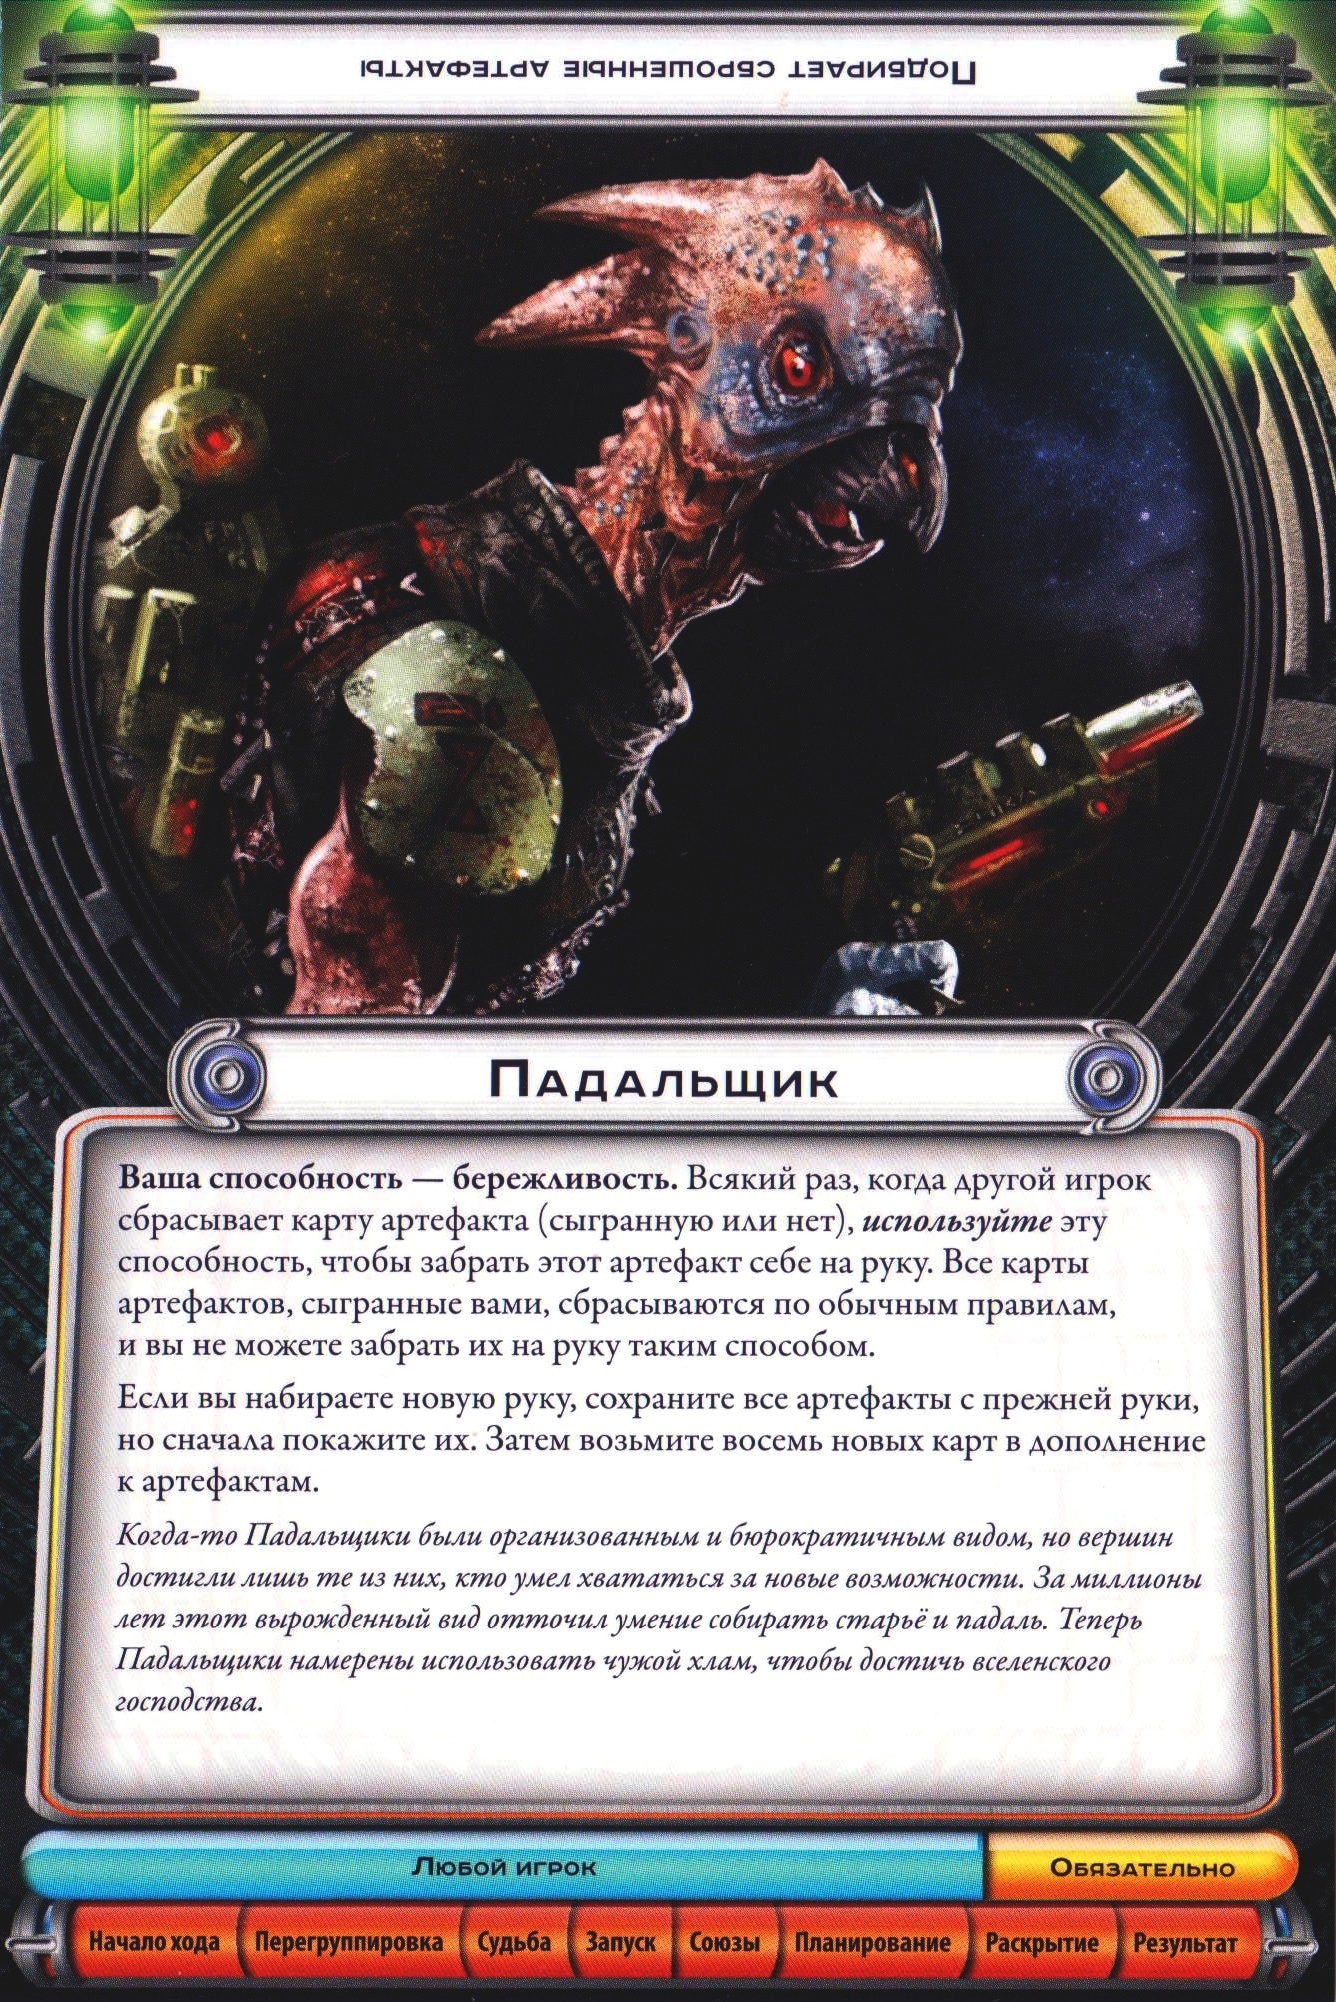 Подбирает сброшенные артефакты
Падальщик
Ваша способность — бережливость. Всякий раз, когда другой игрок
сбрасывает карту артефакта (сыгранную или нет), используйте эту
способность, чтобы забрать этот артефакт себе на руку. Все карты
артефактов, сыгранные вами, сбрасываются по обычным правилам,
и вы не можете забрать их на руку таким способом.
Если вы набираете новую руку, сохраните все артефакты с прежней руки,
но сначала покажите их. Затем возьмите восемь новых карт в дополнение
к артефактам.
Когда-то Падальщики были организованным и бюрократичным видом, но вершин
достигли лишь те из них, кто умел хвататься за новые возможности. За миллионы
лет этот вырожденный вид отточил умение собирать старьё и падаль. Теперь
Падальщики намерены использовать чужой хлам, чтобы достичь вселенского
господства.
Любой игрок Обязательно
Начало хода Перегруппировка Судьба Запуск Союзы Планирование Раскрытие Результат